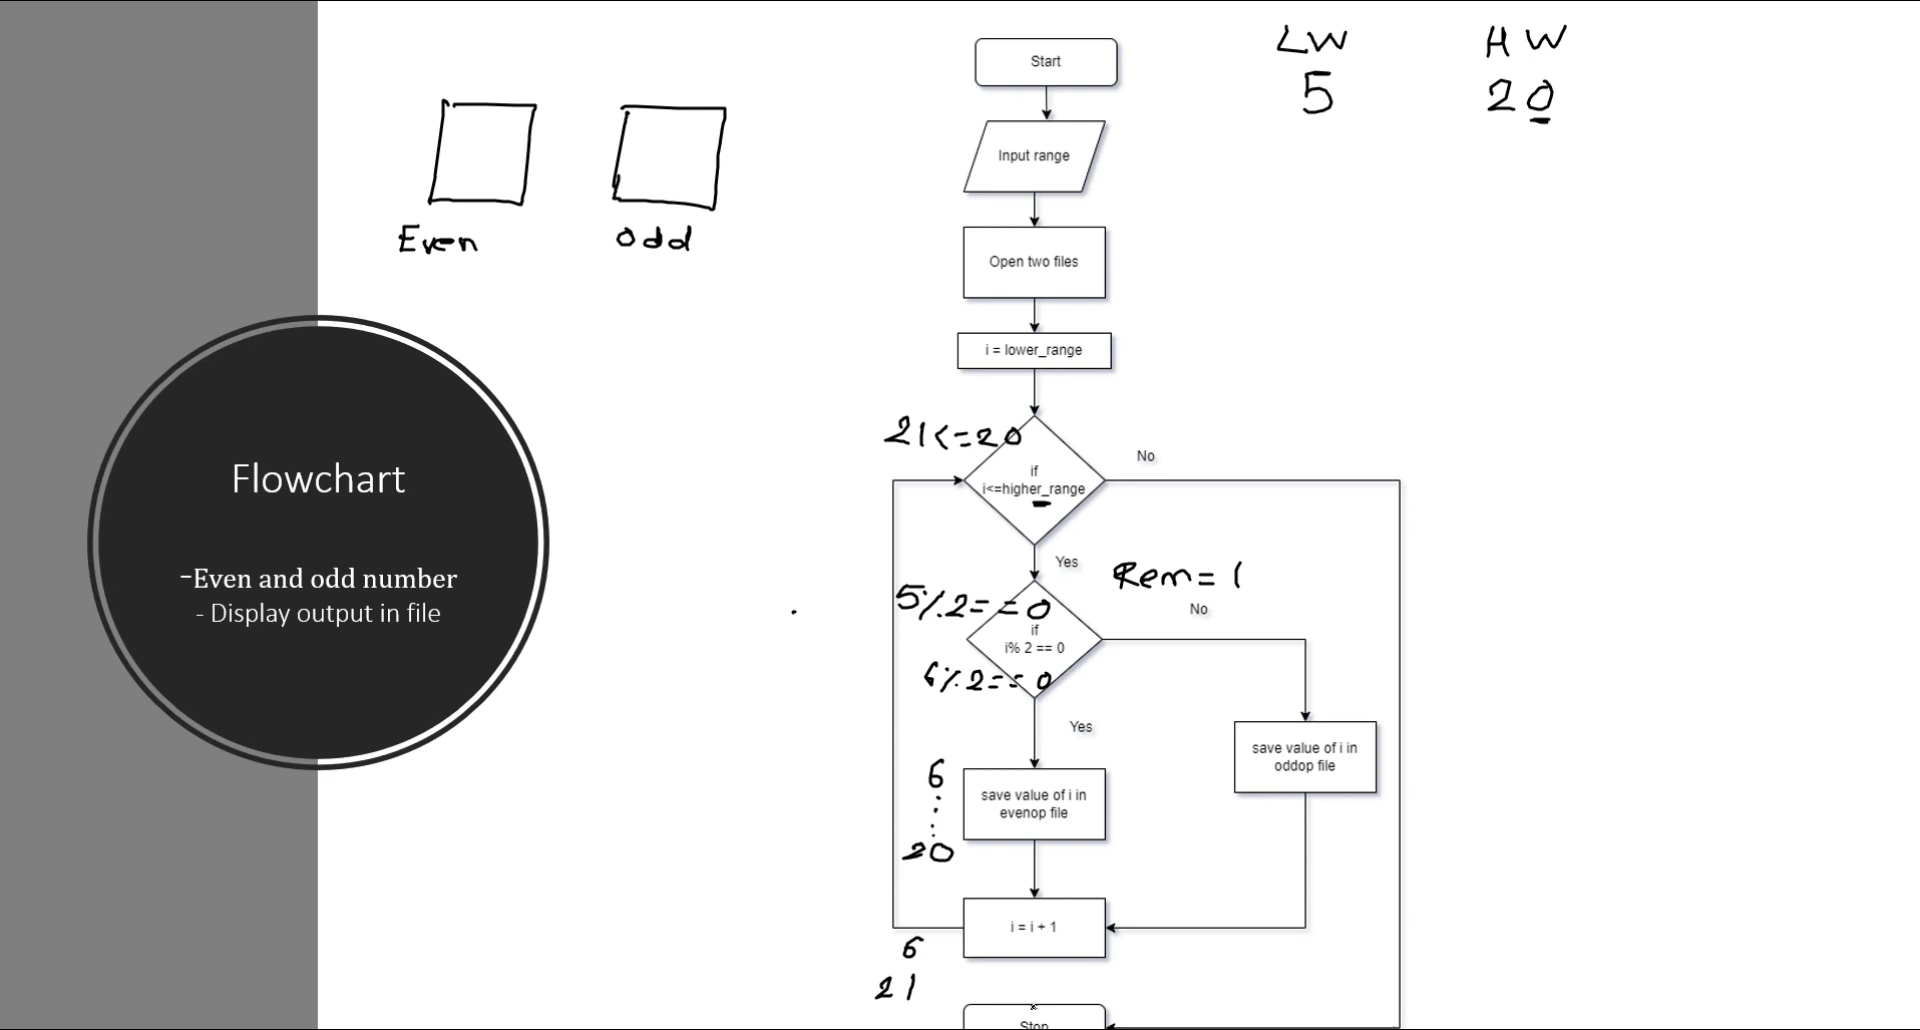 Start
LW
HW
5
20
Input range
Even
Odd
Open two files
i = lower_range
21<=20
No
if
i<=higher_range
Flowchart
-Even and odd number
- Display output in file
Yes
Rem = 1
5%2==0
No
if
i% 2 == 0
6%2==0
Yes
save value of i in
oddop file
6
save value of i in
evenop file
20
i = i + 1
6
21
Stop